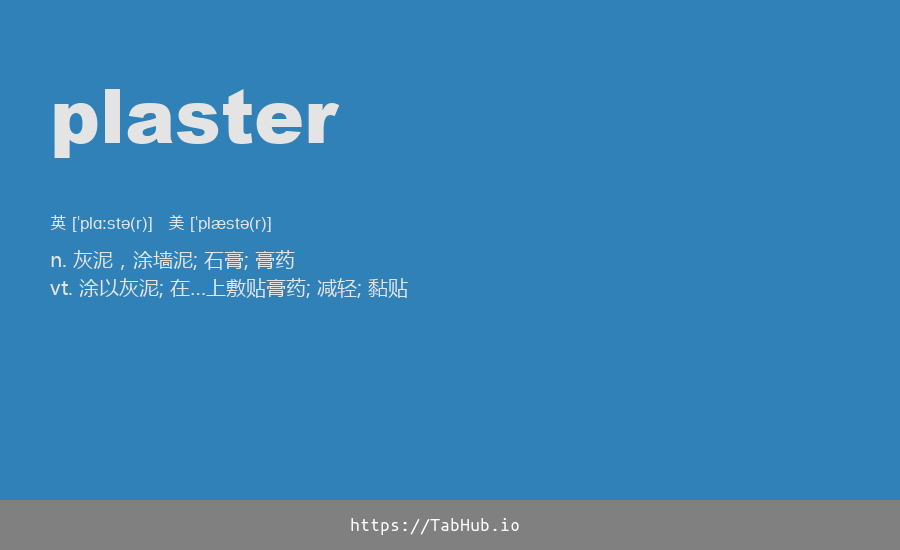 plaster
英 [ˈplɑːstə(r)] 美 [ˈplæstə(r)]
n. 灰泥，涂墙泥; 石膏; 膏药
vt. 涂以灰泥; 在...上敷贴膏药; 减轻; 黏贴
https://TabHub.io